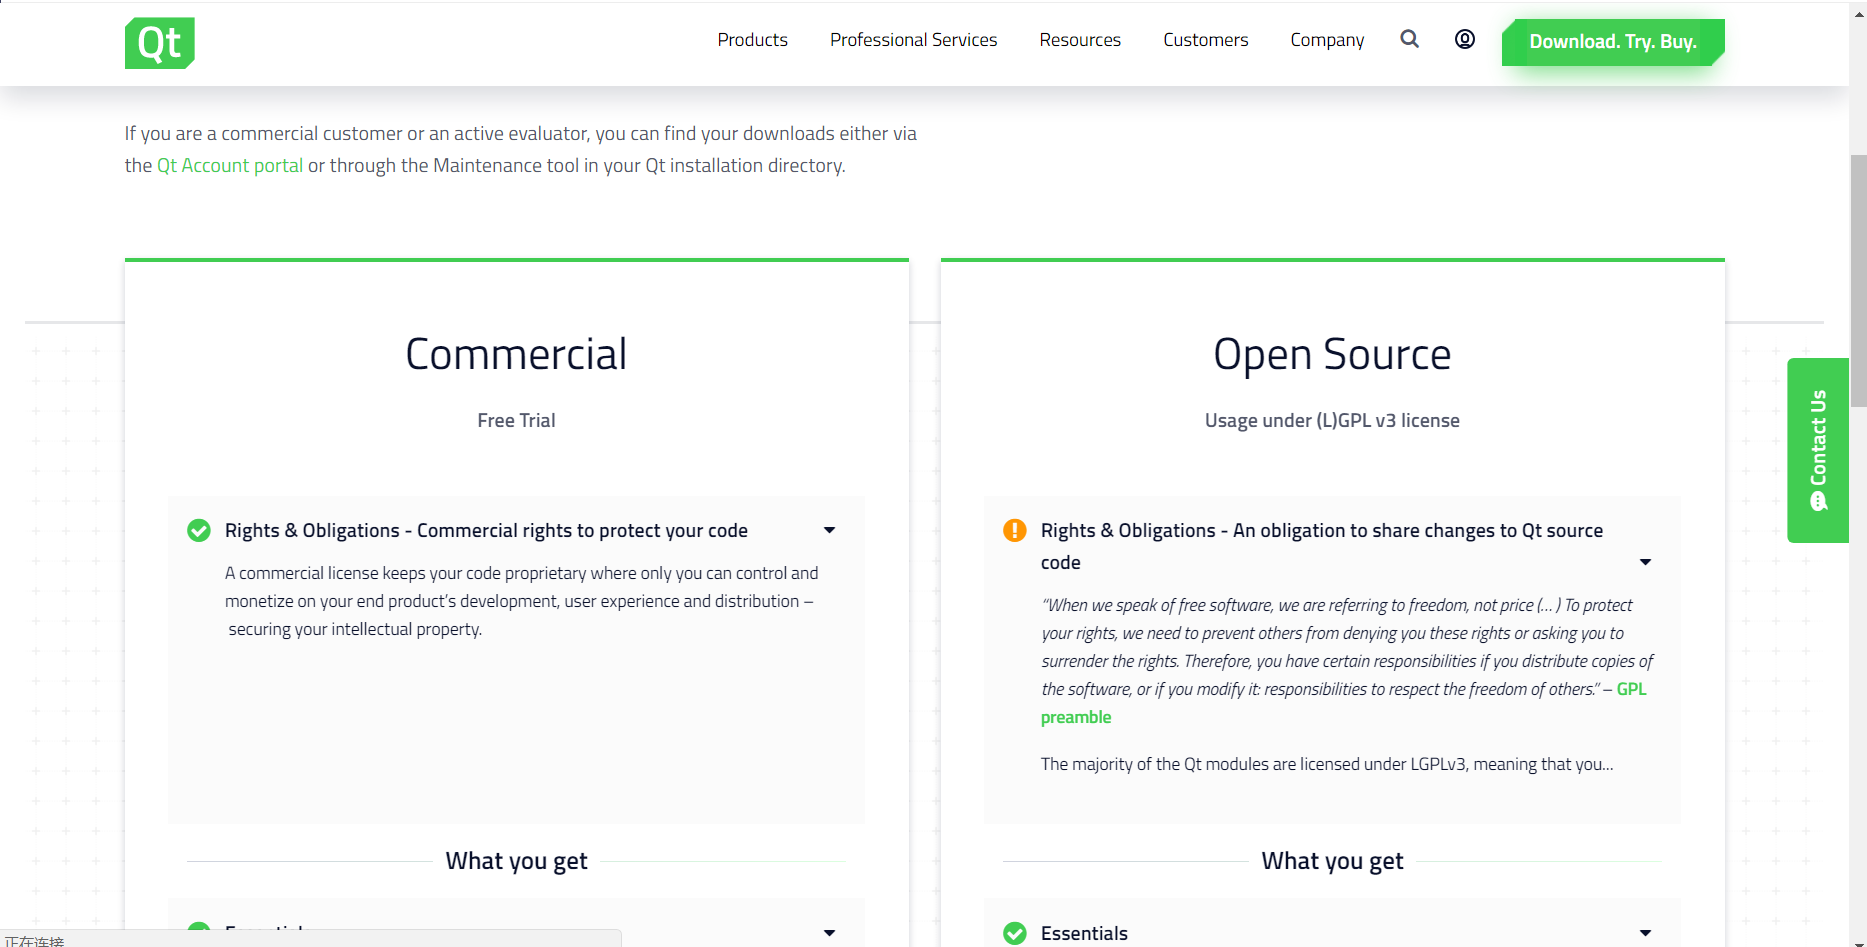 Qt
Products
Professional Services
Resources
Customers
Company
Download. Try. Buy.
If you are a commercial customer or an active evaluator, you can find your downloads either via
the Qt Account portal or through the Maintenance tool in your Qt installation directory.
Commercial
Free Trial
Rights & Obligations - Commercial rights to protect your code
A commercial license keeps your code proprietary where only you can control and
monetize on your end product’s development, user experience and distribution –
securing your intellectual property.
What you get
Essentials
Open Source
Usage under (L)GPL v3 license
Rights & Obligations - An obligation to share changes to Qt source
code
“When we speak of free software, we are referring to freedom, not price (… ) To protect
your rights, we need to prevent others from denying you these rights or asking you to
surrender the rights. Therefore, you have certain responsibilities if you distribute copies of
the software, or if you modify it: responsibilities to respect the freedom of others.” – GPL
preamble
The majority of the Qt modules are licensed under LGPLv3, meaning that you...
What you get
Essentials
Contact Us
正在连接